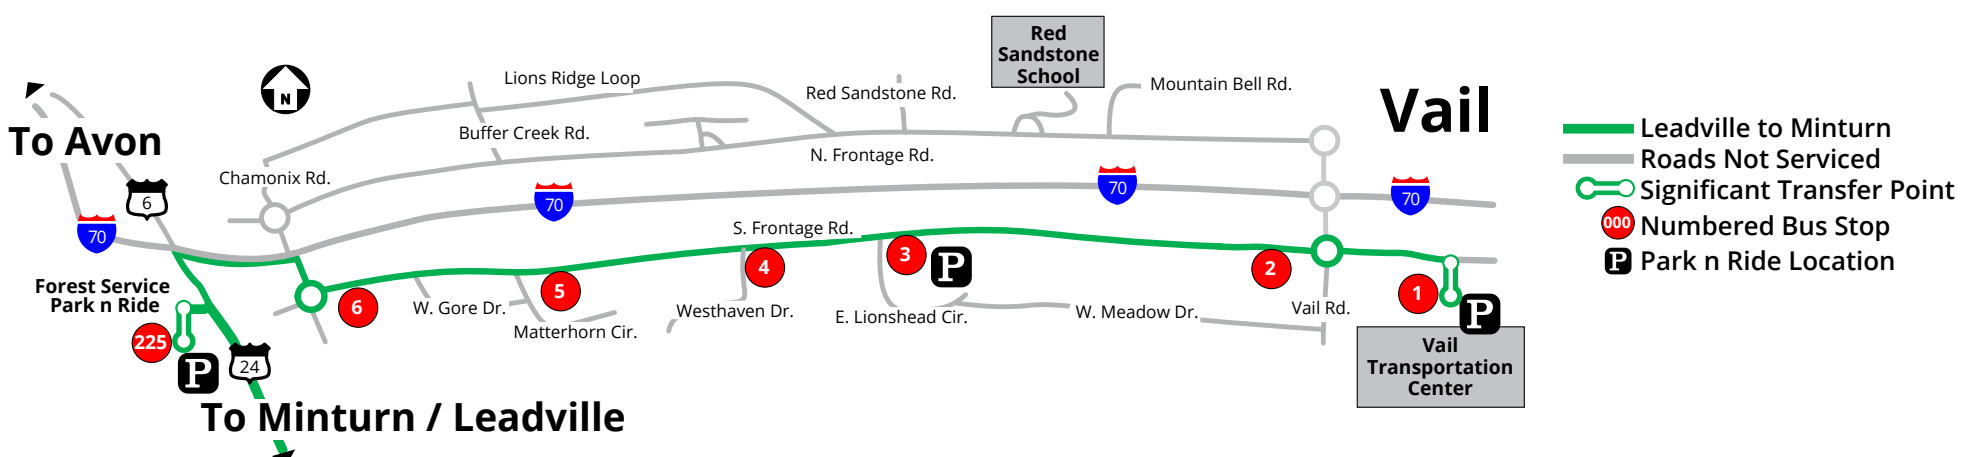 Red
Sandstone
School
Lions Ridge Loop
Red Sandstone Rd.
Mountain Bell Rd.
Vail
N
Buffer Creek Rd.
To Avon
N. Frontage Rd.
Chamonix Rd.
6
70
70
70
70
S. Frontage Rd.
Forest Service
Park n Ride
225
P
24
6
5
4
3
P
2
1
P
W. Gore Dr.
Matterhorn Cir.
Westhaven Dr.
E. Lionshead Cir.
W. Meadow Dr.
Vail Rd.
Vail
Transportation
Center
To Minturn / Leadville
Leadville to Minturn
Roads Not Serviced
Significant Transfer Point
000 Numbered Bus Stop
P Park n Ride Location